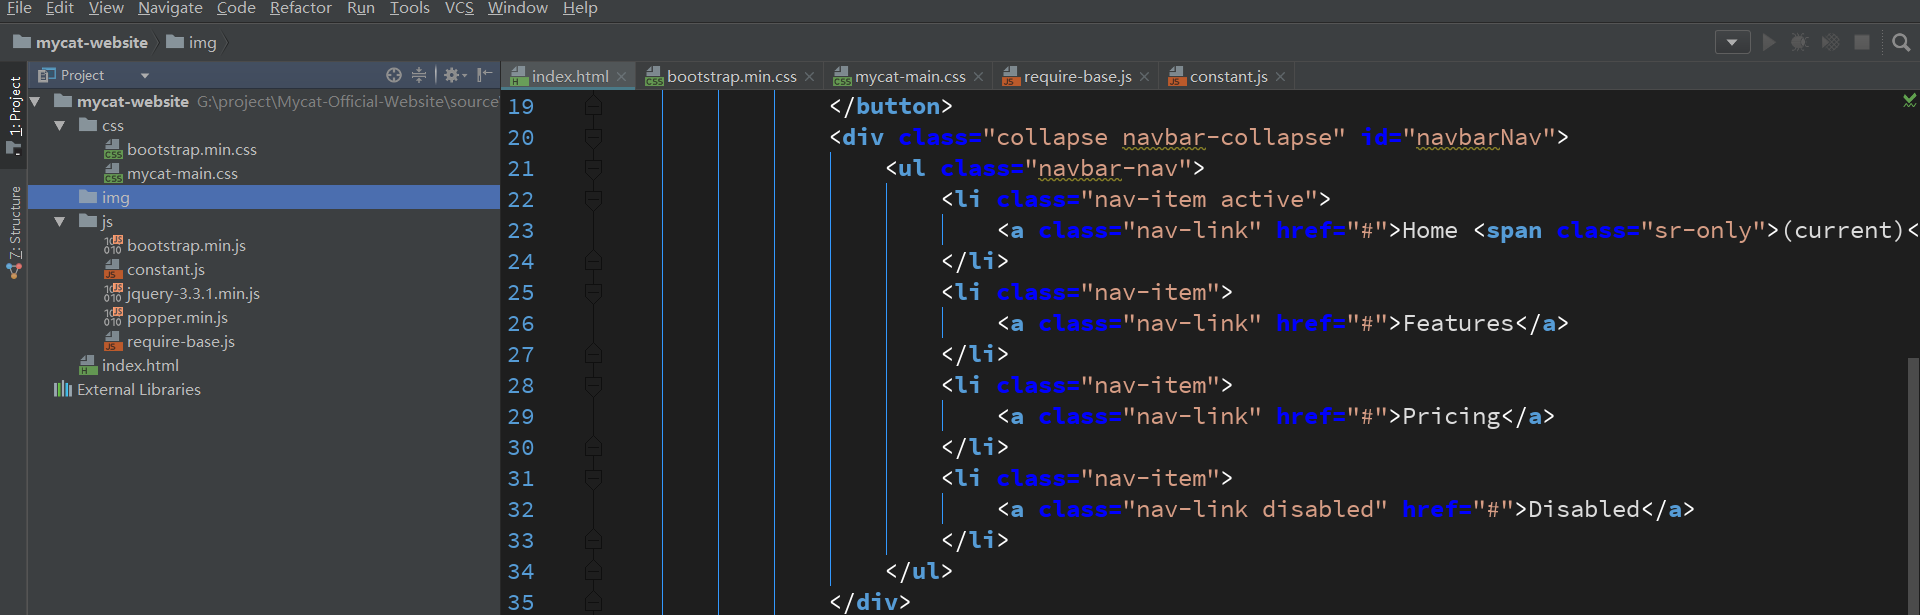 File Edit View Navigate Code Refactor Run Tools VCS Window Help
mycat-website img
Project
index.html bootstrap.min.css mycat-main.css require-base.js constant.js
1: Project
Z: Structure
mycat-website G:\project\Mycat-Official-Website\source
css
bootstrap.min.css
mycat-main.css
img
js
bootstrap.min.js
constant.js
jquery-3.3.1.min.js
popper.min.js
require-base.js
index.html
External Libraries
19 </button>
20 <div class="collapse navbar-collapse" id="navbarNav">
21 <ul class="navbar-nav">
22 <li class="nav-item active">
23 <a class="nav-link" href="#">Home <span class="sr-only">(current)<
24 </li>
25 <li class="nav-item">
26 <a class="nav-link" href="#">Features</a>
27 </li>
28 <li class="nav-item">
29 <a class="nav-link" href="#">Pricing</a>
30 </li>
31 <li class="nav-item">
32 <a class="nav-link disabled" href="#">Disabled</a>
33 </li>
34 </ul>
35 </div>